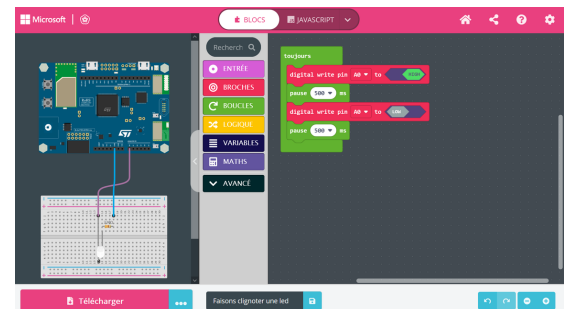 Microsoft
BLOCS
JAVASCRIPT
Recherch
ENTRÉE
BROCHES
BOUCLES
LOGIQUE
VARIABLES
MATHS
AVANCÉ
toujours
digital write pin A0 to HIGH
pause 500 ms
digital write pin A0 to LOW
pause 500 ms
Télécharger
Faisons clignoter une led